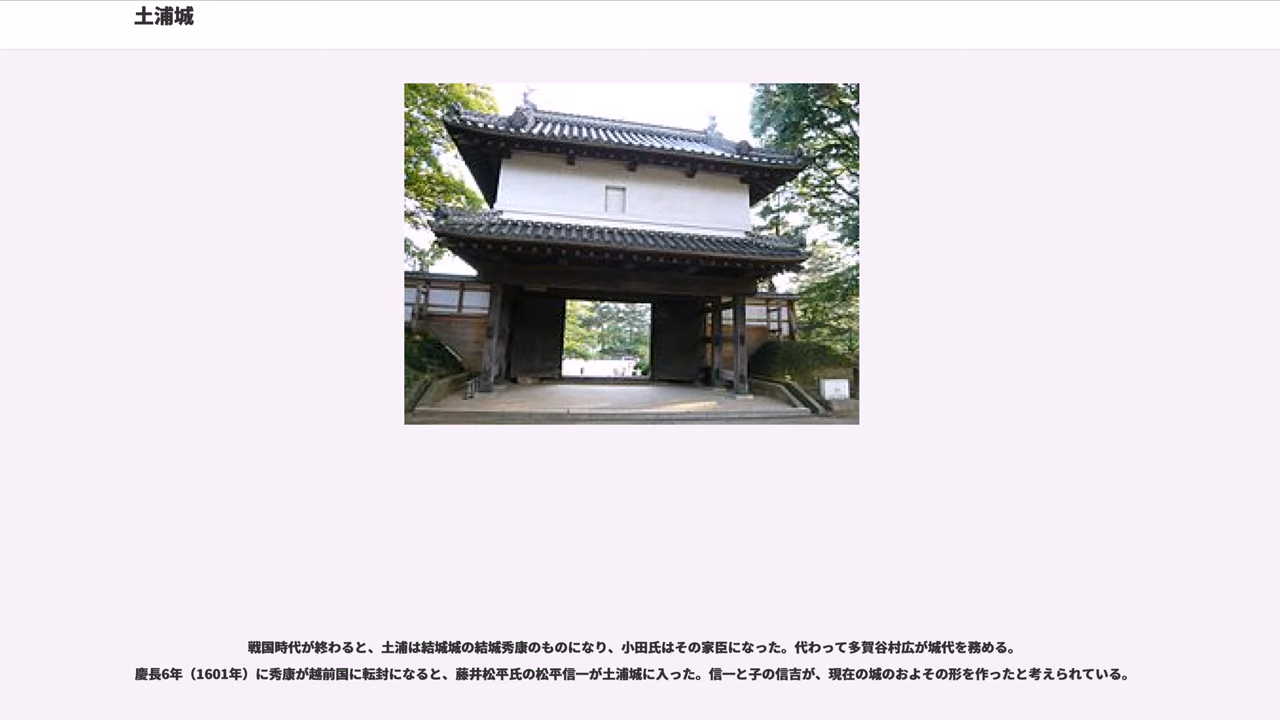 土浦城
戦国時代が終わると、土浦は結城城の結城秀康のものになり、小田氏はその家臣になった。代わって多賀谷村広が城代を務める。
慶長6年（1601年）に秀康が越前国に転封になると、藤井松平氏の松平信一が土浦城に入った。信一と子の信吉が、現在の城のおよその形を作ったと考えられている。